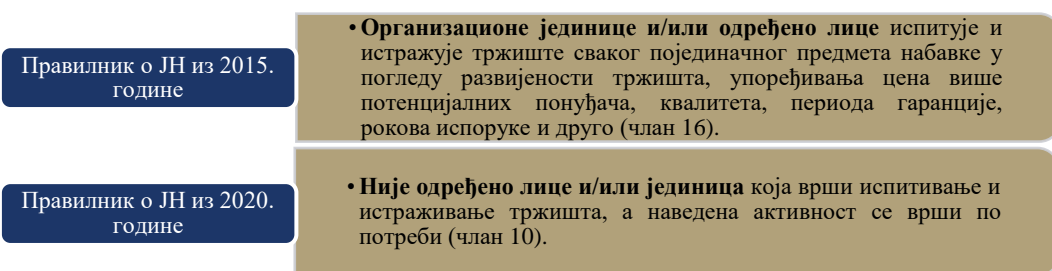 Правилник о ЈН из 2015.
године
• Организационе јединице и/или одређено лице испитује и
истражује тржиште сваког појединачног предмета набавке у
погледу развијености тржишта, упоређивања цена више
потенцијалних понуђача, квалитета, периода гаранције,
рокова испоруке и друго (члан 16).
Правилник о ЈН из 2020.
године
• Није одређено лице и/или јединица која врши испитивање и
истраживање тржишта, а наведена активност се врши по
потреби (члан 10).